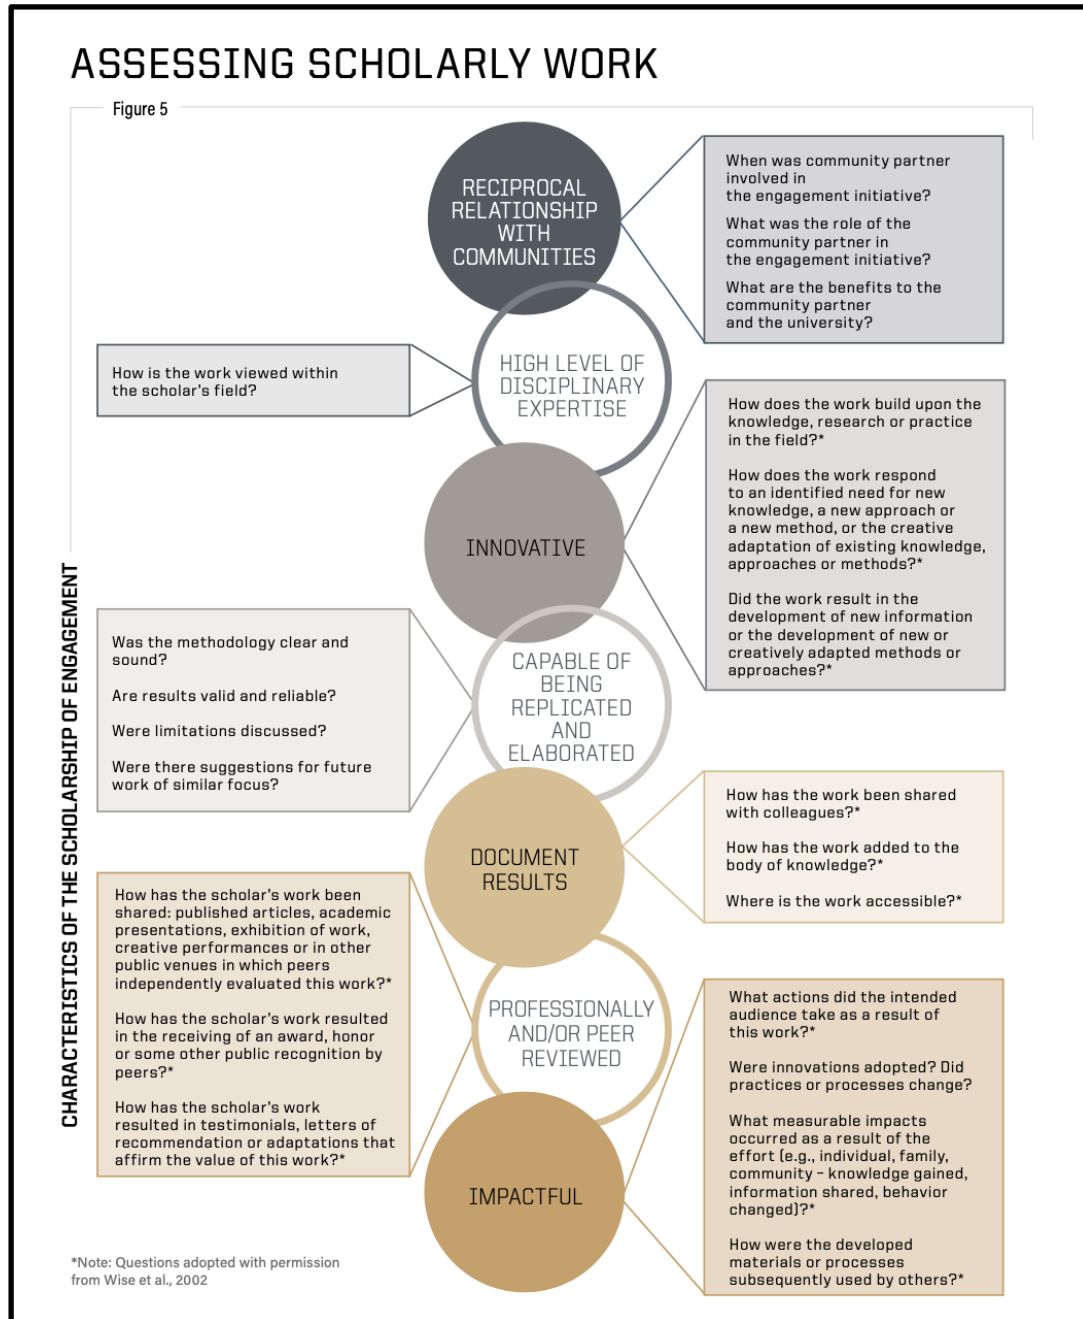 ASSESSING SCHOLARLY WORK
Figure 5
CHARACTERISTICS OF THE SCHOLARSHIP OF ENGAGEMENT
RECIPROCAL
RELATIONSHIP
WITH
COMMUNITIES
When was community partner
involved in
the engagement initiative?
What was the role of the
community partner in
the engagement initiative?
What are the benefits to the
community partner
and the university?
HIGH LEVEL OF
DISCIPLINARY
EXPERTISE
How is the work viewed within
the scholar's field?
INNOVATIVE
How does the work build upon the
knowledge, research or practice
in the field?*
How does the work respond
to an identified need for new
knowledge, a new approach or
a new method, or the creative
adaptation of existing knowledge,
approaches or methods?*
Did the work result in the
development of new information
or the development of new or
creatively adapted methods or
approaches?*
CAPABLE OF
BEING
REPLICATED
AND
ELABORATED
Was the methodology clear and
sound?
Are results valid and reliable?
Were limitations discussed?
Were there suggestions for future
work of similar focus?
DOCUMENT
RESULTS
How has the work been shared
with colleagues?*
How has the work added to the
body of knowledge?*
Where is the work accessible?*
PROFESSIONALLY
AND/OR PEER
REVIEWED
How has the scholar's work been
shared: published articles, academic
presentations, exhibition of work,
creative performances or in other
public venues in which peers
independently evaluated this work?*
How has the scholar's work resulted
in the receiving of an award, honor
or some other public recognition by
peers?*
How has the scholar's work
resulted in testimonials, letters of
recommendation or adaptations that
affirm the value of this work?*
IMPACTFUL
What actions did the intended
audience take as a result of
this work?*
Were innovations adopted? Did
practices or processes change?
What measurable impacts
occurred as a result of the
effort (e.g., individual, family,
community – knowledge gained,
information shared, behavior
changed)?*
How were the developed
materials or processes
subsequently used by others?*
*Note: Questions adopted with permission
from Wise et al., 2002